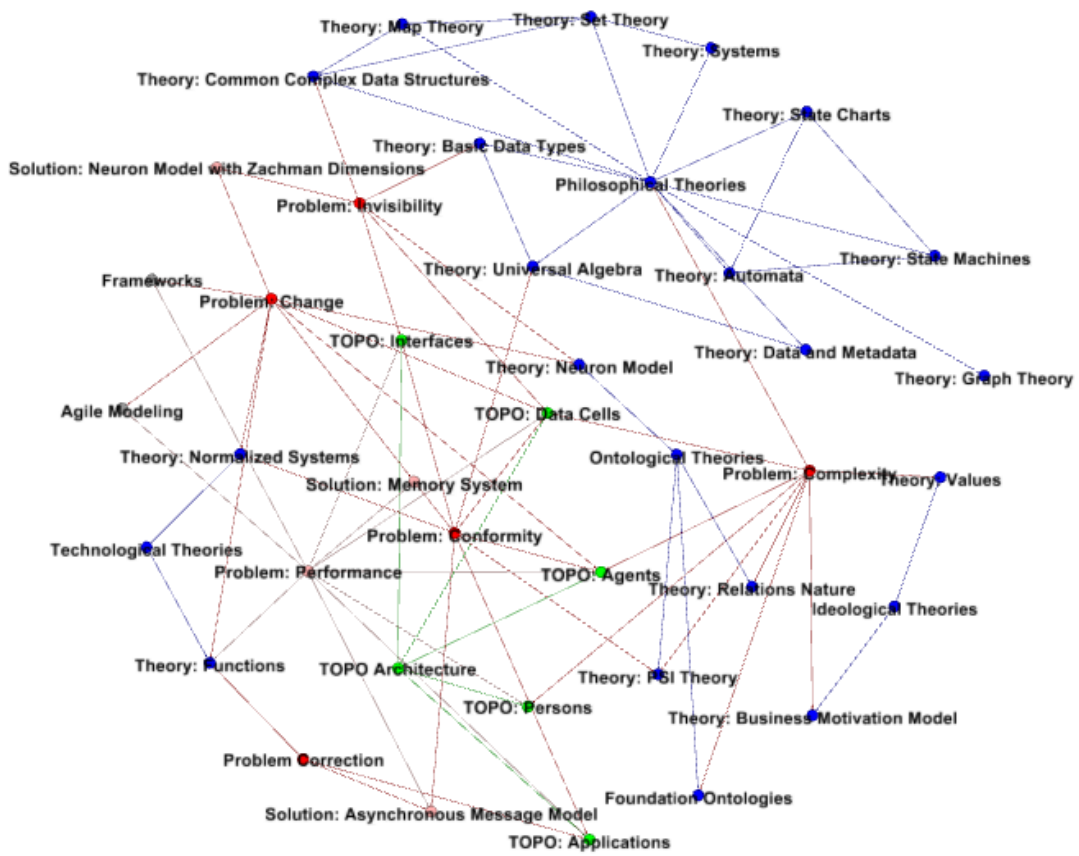 Theory: Set Theory
Theory: Map Theory
Theory: Systems
Theory: Common Complex Data Structures
Theory: State Charts
Theory: Basic Data Types
Solution: Neuron Model with Zachman Dimensions
Philosophical Theories
Problem: Invisibility
Theory: State Machines
Theory: Universal Algebra
Theory: Automata
Frameworks
Problem: Change
TOPO: Interfaces
Theory: Data and Metadata
Theory: Neuron Model
Theory: Graph Theory
Agile Modeling
TOPO: Data Cells
Theory: Normalized Systems
Ontological Theories
Problem: Complexity
Theory: Values
Solution: Memory System
Problem: Conformity
Technological Theories
Problem: Performance
TOPO: Agents
Theory: Relations Nature
Ideological Theories
Theory: Functions
TOPO Architecture
Theory: PSI Theory
TOPO: Persons
Theory: Business Motivation Model
Problem Correction
Foundation Ontologies
Solution: Asynchronous Message Model
TOPO: Applications